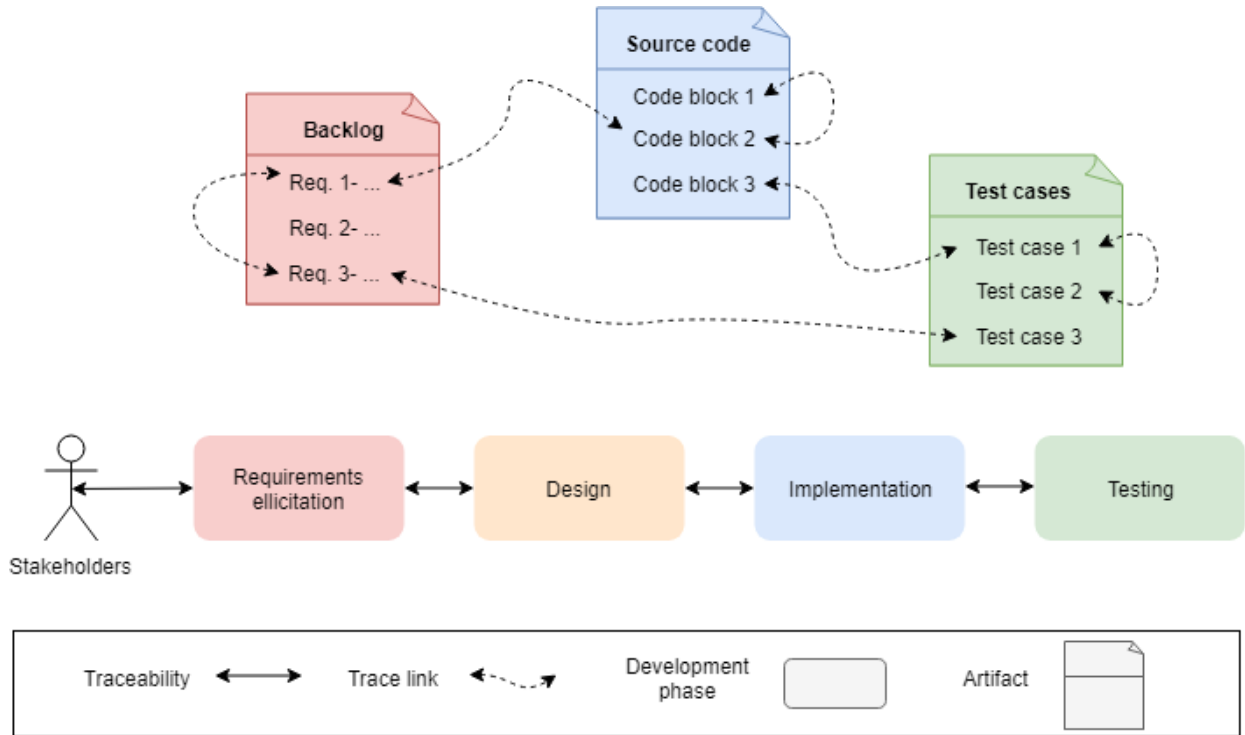 Source code
Code block 1
Code block 2
Code block 3
Backlog
Req. 1- ...
Req. 2- ...
Req. 3- ...
Test cases
Test case 1
Test case 2
Test case 3
Stakeholders
Requirements
ellicitation
Design
Implementation
Testing
Traceability
Trace link
Development
phase
Artifact